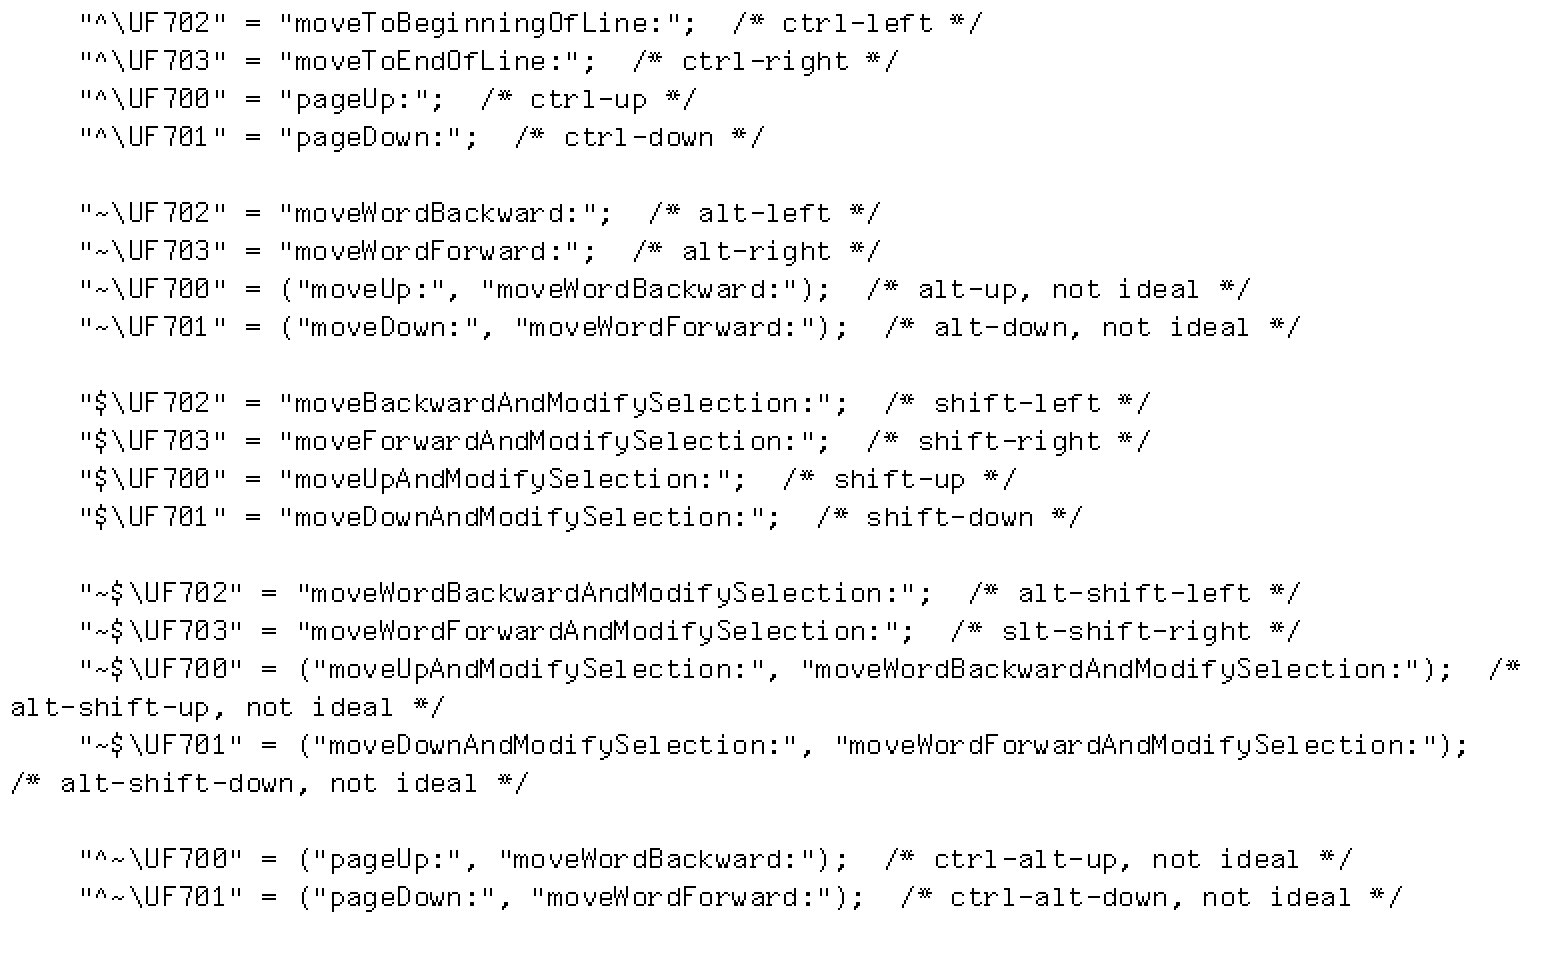 "^\UF702" = "moveToBeginningOfLine:";  /* ctrl-left */
"^\UF703" = "moveToEndOfLine:";  /* ctrl-right */
"^\UF700" = "pageUp:";  /* ctrl-up */
"^\UF701" = "pageDown:";  /* ctrl-down */
"~\UF702" = "moveWordBackward:";  /* alt-left */
"~\UF703" = "moveWordForward:";  /* alt-right */
"~\UF700" = ("moveUp:", "moveWordBackward:");  /* alt-up, not ideal */
"~\UF701" = ("moveDown:", "moveWordForward:");  /* alt-down, not ideal */
"$\UF702" = "moveBackwardAndModifySelection:";  /* shift-left */
"$\UF703" = "moveForwardAndModifySelection:";  /* shift-right */
"$\UF700" = "moveUpAndModifySelection:";  /* shift-up */
"$\UF701" = "moveDownAndModifySelection:";  /* shift-down */
"~$\UF702" = "moveWordBackwardAndModifySelection:";  /* alt-shift-left */
"~$\UF703" = "moveWordForwardAndModifySelection:";  /* slt-shift-right */
"~$\UF700" = ("moveUpAndModifySelection:", "moveWordBackwardAndModifySelection:");  /*
alt-shift-up, not ideal */
"~$\UF701" = ("moveDownAndModifySelection:", "moveWordForwardAndModifySelection:");
/* alt-shift-down, not ideal */
"^~\UF700" = ("pageUp:", "moveWordBackward:");  /* ctrl-alt-up, not ideal */
"^~\UF701" = ("pageDown:", "moveWordForward:");  /* ctrl-alt-down, not ideal */